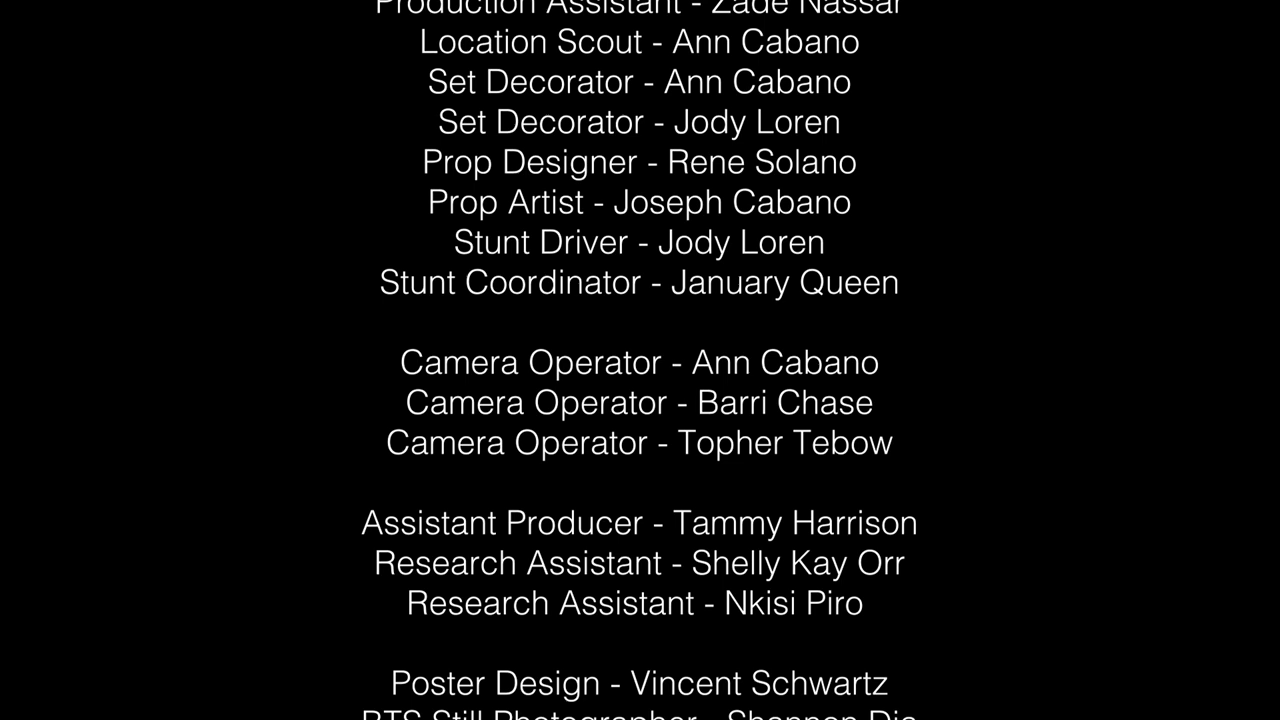 Production Assistant - Zade Nassar
Location Scout - Ann Cabano
Set Decorator - Ann Cabano
Set Decorator - Jody Loren
Prop Designer - Rene Solano
Prop Artist - Joseph Cabano
Stunt Driver - Jody Loren
Stunt Coordinator - January Queen
Camera Operator - Ann Cabano
Camera Operator - Barri Chase
Camera Operator - Topher Tebow
Assistant Producer - Tammy Harrison
Research Assistant - Shelly Kay Orr
Research Assistant - Nkisi Piro
Poster Design - Vincent Schwartz
BTS Still Photographer - Shannon